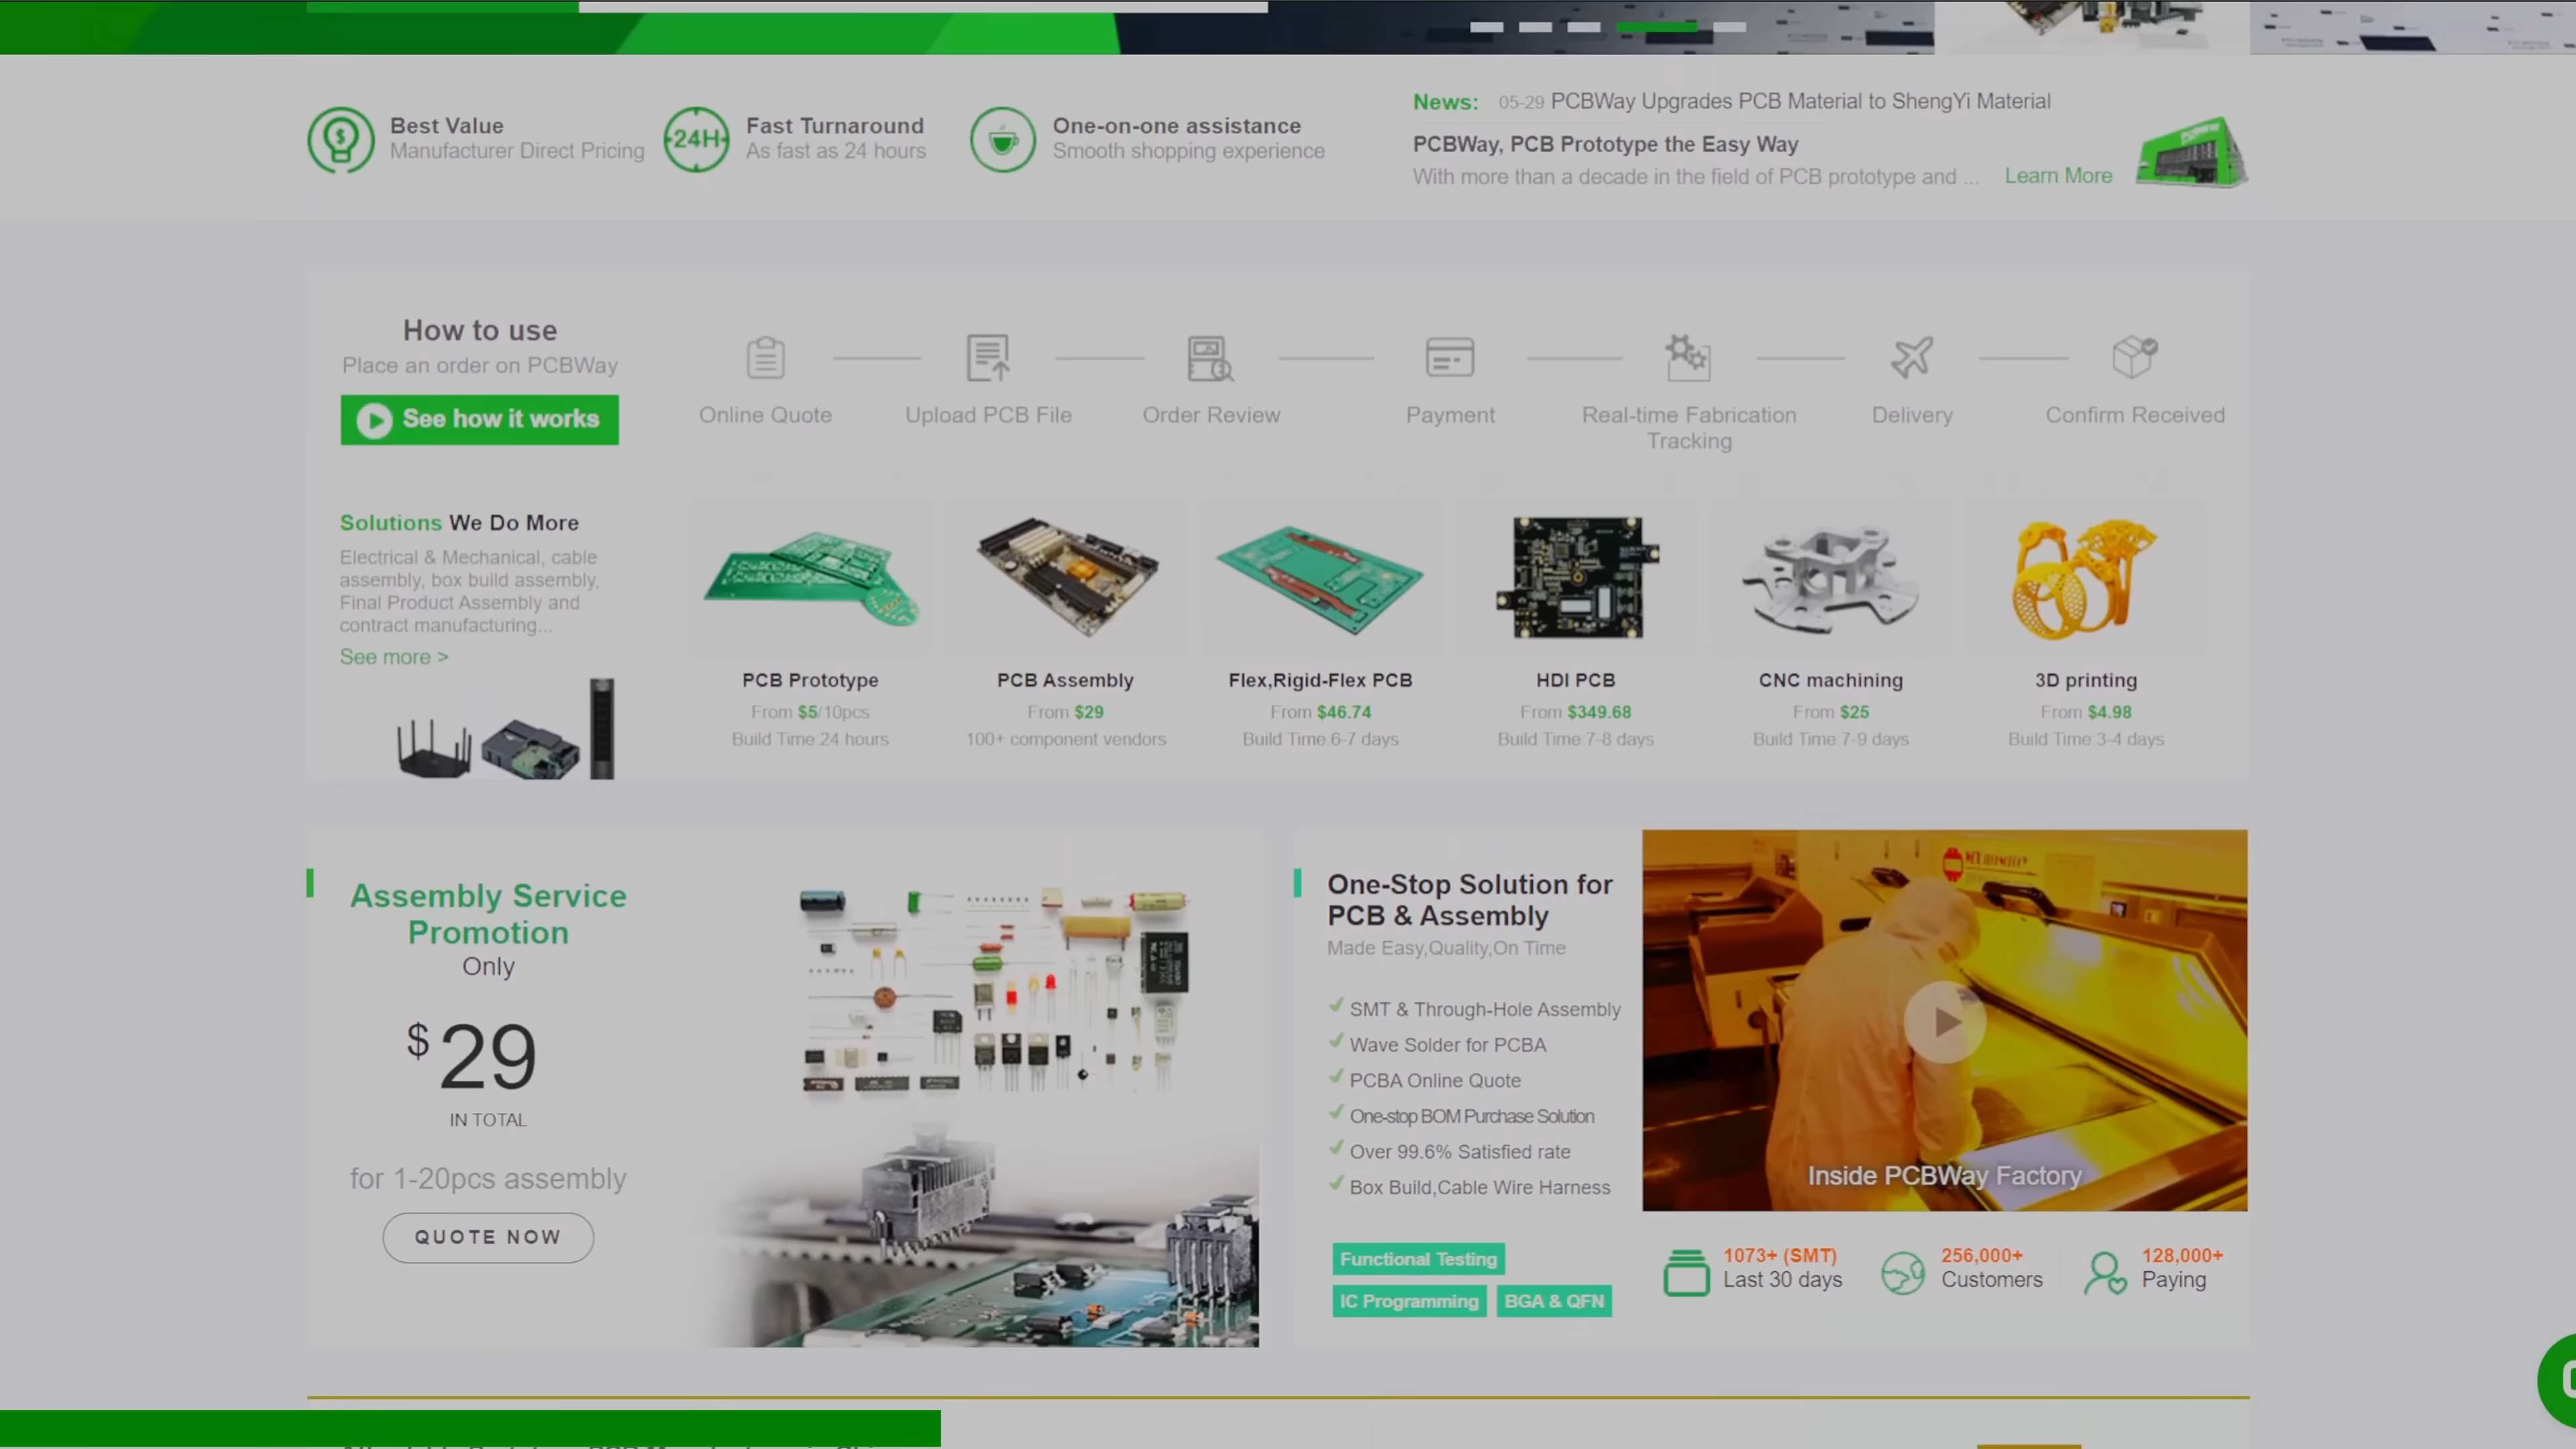 Best Value
Manufacturer Direct Pricing
24H
Fast Turnaround
As fast as 24 hours
One-on-one assistance
Smooth shopping experience
News: 05-29 PCBWay Upgrades PCB Material to ShengYi Material
PCBWay, PCB Prototype the Easy Way
With more than a decade in the field of PCB prototype and ... Learn More
How to use
Place an order on PCBWay
See how it works
Online Quote
Upload PCB File
Order Review
Payment
Real-time Fabrication
Tracking
Delivery
Confirm Received
Solutions We Do More
Electrical & Mechanical, cable
assembly, box build assembly,
Final Product Assembly and
contract manufacturing...
See more >
PCB Prototype
From $5/10pcs
Build Time:24 hours
PCB Assembly
From $29
100+ component vendors
Flex,Rigid-Flex PCB
From $46.74
Build Time:6-7 days
HDI PCB
From $349.68
Build Time:7-8 days
CNC machining
From $25
Build Time:7-9 days
3D printing
From $4.98
Build Time:3-4 days
Assembly Service
Promotion
Only
$29
IN TOTAL
for 1-20pcs assembly
QUOTE NOW
One-Stop Solution for
PCB & Assembly
Made Easy,Quality,On Time
SMT & Through-Hole Assembly
Wave Solder for PCBA
PCBA Online Quote
One-stop BOM Purchase Solution
Over 99.6% Satisfied rate
Box Build,Cable Wire Harness
Functional Testing
IC Programming
BGA & QFN
Inside PCBWay Factory
1073+ (SMT)
Last 30 days
256,000+
Customers
128,000+
Paying